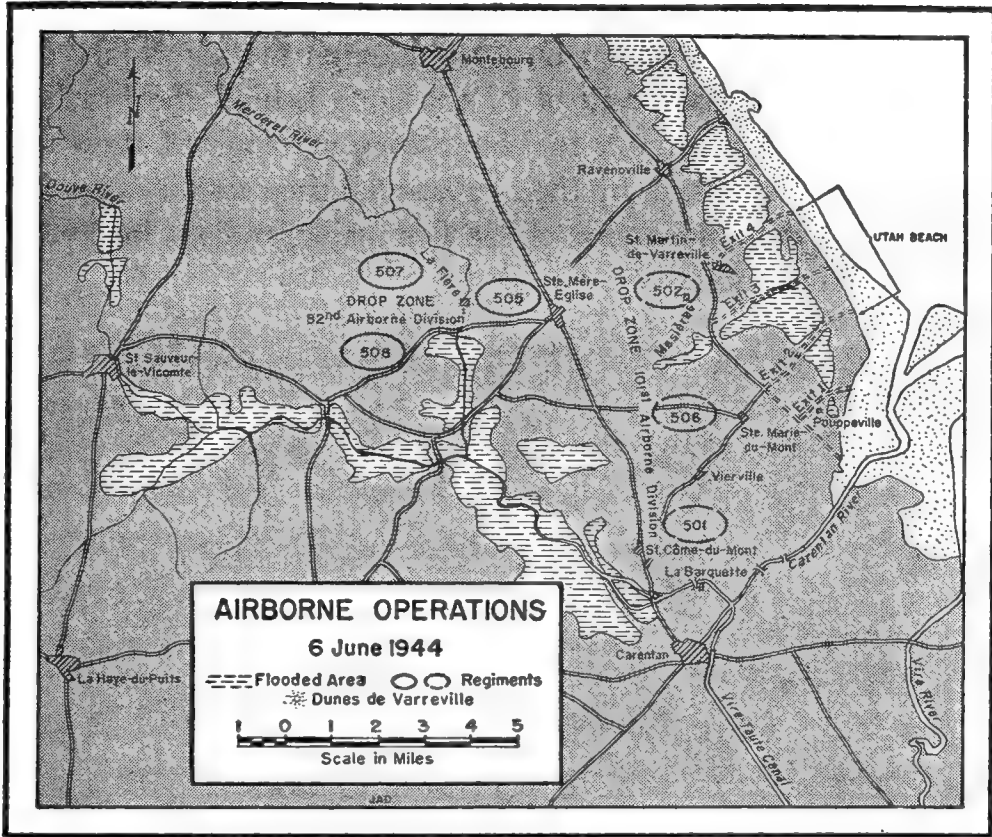 Montebourg
Merderet River
Ravenoville
Douve River
UTAH BEACH
Exit 4
St. Martin-
de-Varreville
La Fière
507
505
Ste. Mère-
Eglise
502
Exit 3
DROP ZONE
82nd Airborne Division
Masières
DROP ZONE 101st Airborne Division
508
St Sauveur-
le-Vicomte
Exit 2
Exit 1
506
Pouppeville
Ste. Marie-
du-Mont
Vierville
501
St. Côme-du-Mont
La Barquette
Carentan River
AIRBORNE OPERATIONS
6 June 1944
Flooded Area
Regiments
Dunes de Varreville
1 0 1 2 3 4 5
Scale in Miles
La Haye-du-Puits
Carentan
Vire-Taute Canal
Vire River
JAD